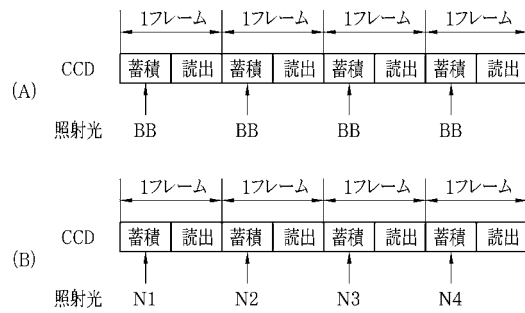 1フレーム 1フレーム 1フレーム 1フレーム
(A) CCD 蓄積 読出 蓄積 読出 蓄積 読出 蓄積 読出
照射光 BB BB BB BB
1フレーム 1フレーム 1フレーム 1フレーム
(B) CCD 蓄積 読出 蓄積 読出 蓄積 読出 蓄積 読出
照射光 N1 N2 N3 N4